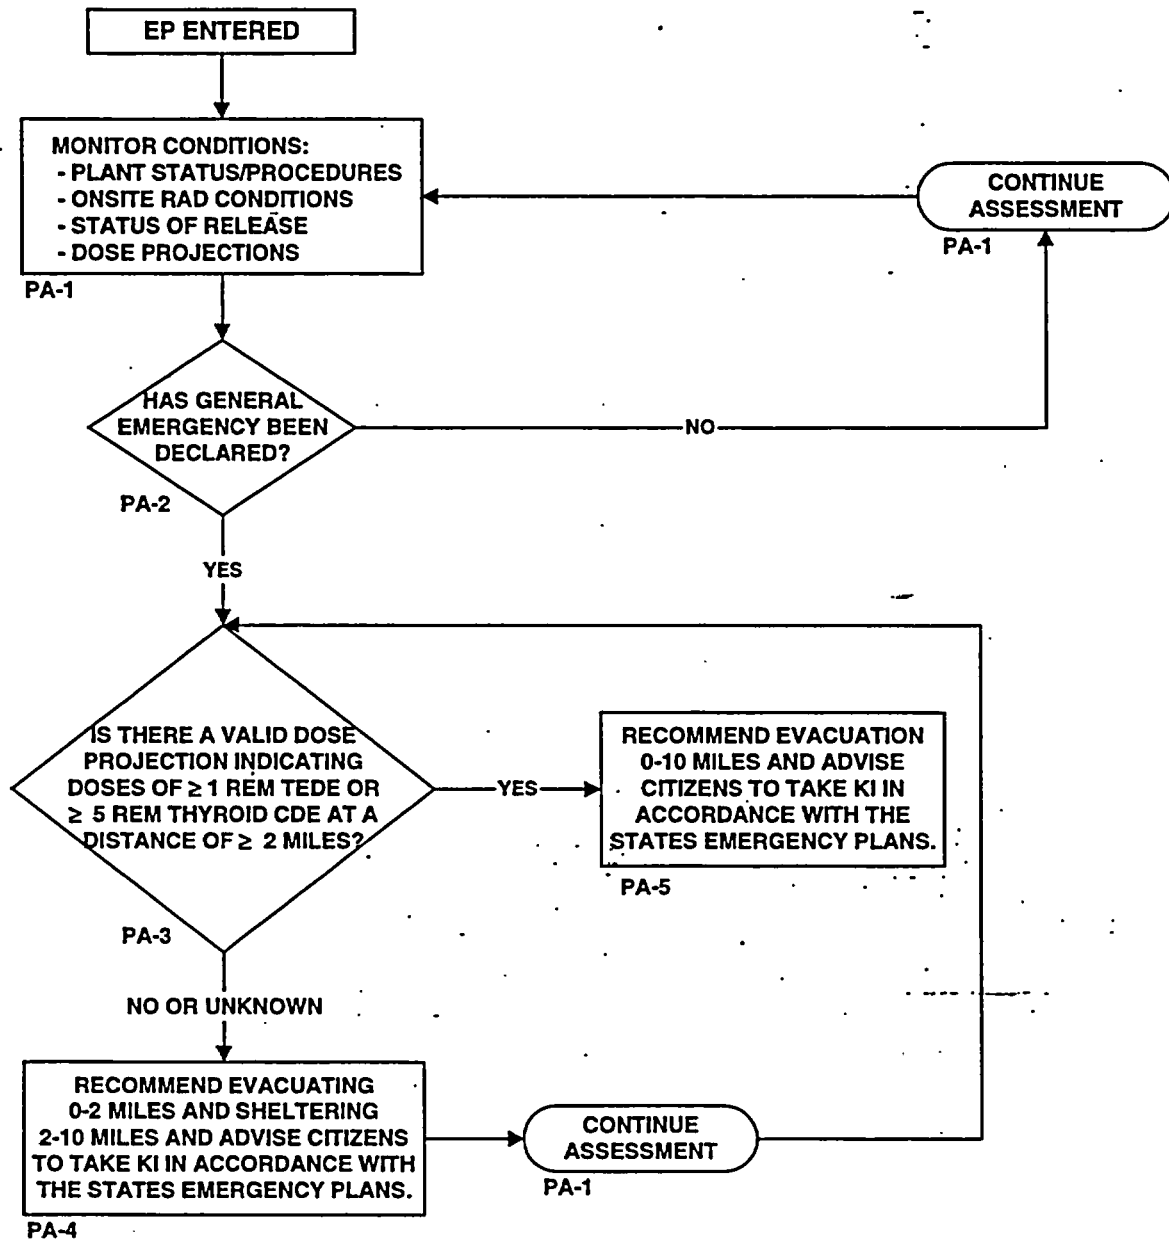 EP ENTERED
MONITOR CONDITIONS:
- PLANT STATUS/PROCEDURES
- ONSITE RAD CONDITIONS
- STATUS OF RELEASE
- DOSE PROJECTIONS
PA-1
CONTINUE
ASSESSMENT
PA-1
HAS GENERAL
EMERGENCY BEEN
DECLARED?
PA-2
NO
YES
IS THERE A VALID DOSE
PROJECTION INDICATING
DOSES OF ≥ 1 REM TEDE OR
≥ 5 REM THYROID CDE AT A
DISTANCE OF ≥ 2 MILES?
PA-3
YES
RECOMMEND EVACUATION
0-10 MILES AND ADVISE
CITIZENS TO TAKE KI IN
ACCORDANCE WITH THE
STATES EMERGENCY PLANS.
PA-5
NO OR UNKNOWN
RECOMMEND EVACUATING
0-2 MILES AND SHELTERING
2-10 MILES AND ADVISE CITIZENS
TO TAKE KI IN ACCORDANCE WITH
THE STATES EMERGENCY PLANS.
PA-4
CONTINUE
ASSESSMENT
PA-1